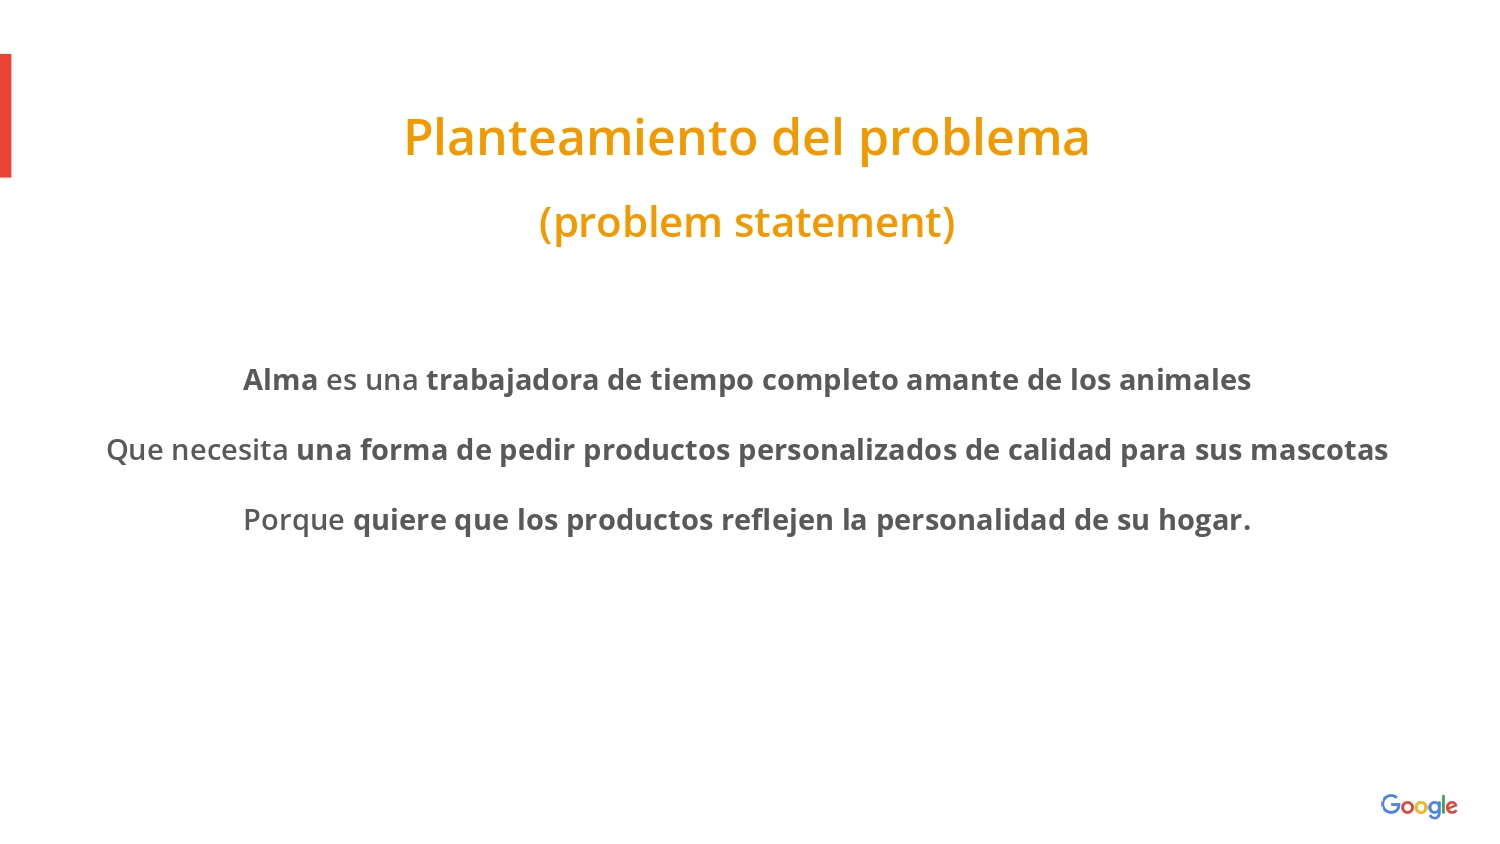 Planteamiento del problema
(problem statement)
Alma es una trabajadora de tiempo completo amante de los animales
Que necesita una forma de pedir productos personalizados de calidad para sus mascotas
Porque quiere que los productos reflejen la personalidad de su hogar.
Google